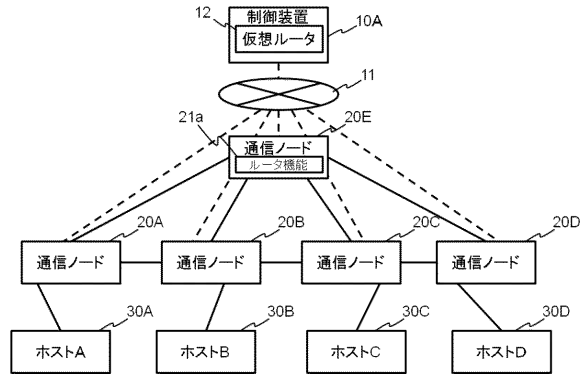 12
制御装置
10A
仮想ルータ
11
21a
20E
通信ノード
ルータ機能
20A
20B
20C
20D
通信ノード
通信ノード
通信ノード
通信ノード
30A
30B
30C
30D
ホストA
ホストB
ホストC
ホストD